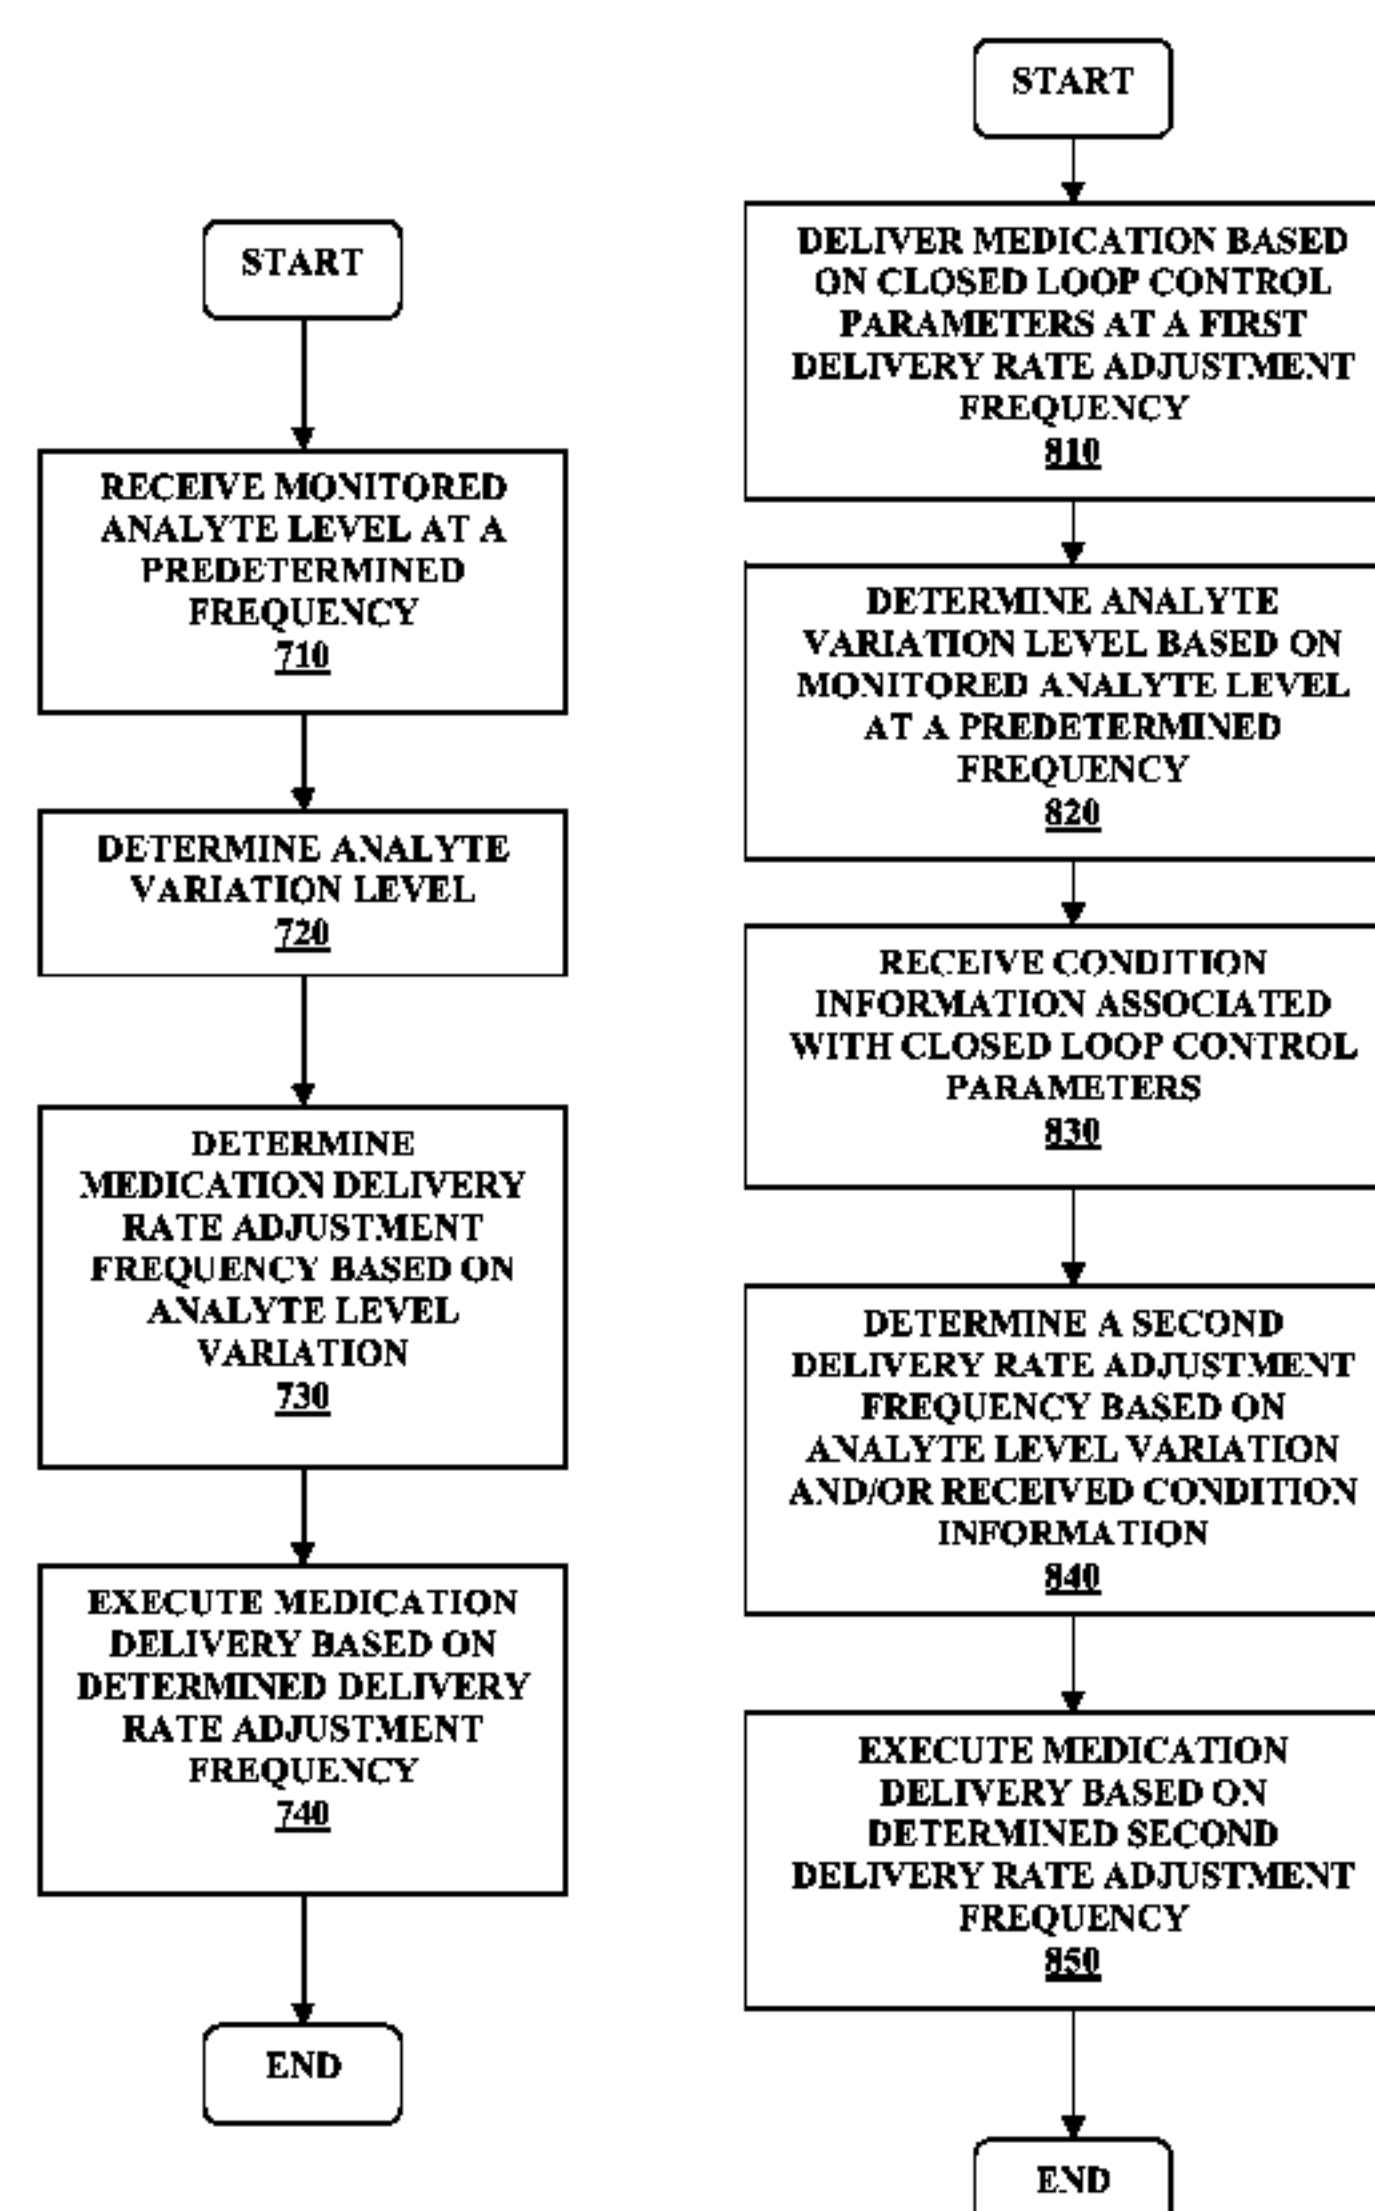 START
RECEIVE MONITORED
ANALYTE LEVEL AT A
PREDETERMINED
FREQUENCY
710
DETERMINE ANALYTE
VARIATION LEVEL
720
DETERMINE
MEDICATION DELIVERY
RATE ADJUSTMENT
FREQUENCY BASED ON
ANALYTE LEVEL
VARIATION
730
EXECUTE MEDICATION
DELIVERY BASED ON
DETERMINED DELIVERY
RATE ADJUSTMENT
FREQUENCY
740
END
START
DELIVER MEDICATION BASED
ON CLOSED LOOP CONTROL
PARAMETERS AT A FIRST
DELIVERY RATE ADJUSTMENT
FREQUENCY
810
DETERMINE ANALYTE
VARIATION LEVEL BASED ON
MONITORED ANALYTE LEVEL
AT A PREDETERMINED
FREQUENCY
820
RECEIVE CONDITION
INFORMATION ASSOCIATED
WITH CLOSED LOOP CONTROL
PARAMETERS
830
DETERMINE A SECOND
DELIVERY RATE ADJUSTMENT
FREQUENCY BASED ON
ANALYTE LEVEL VARIATION
AND/OR RECEIVED CONDITION
INFORMATION
840
EXECUTE MEDICATION
DELIVERY BASED ON
DETERMINED SECOND
DELIVERY RATE ADJUSTMENT
FREQUENCY
850
END